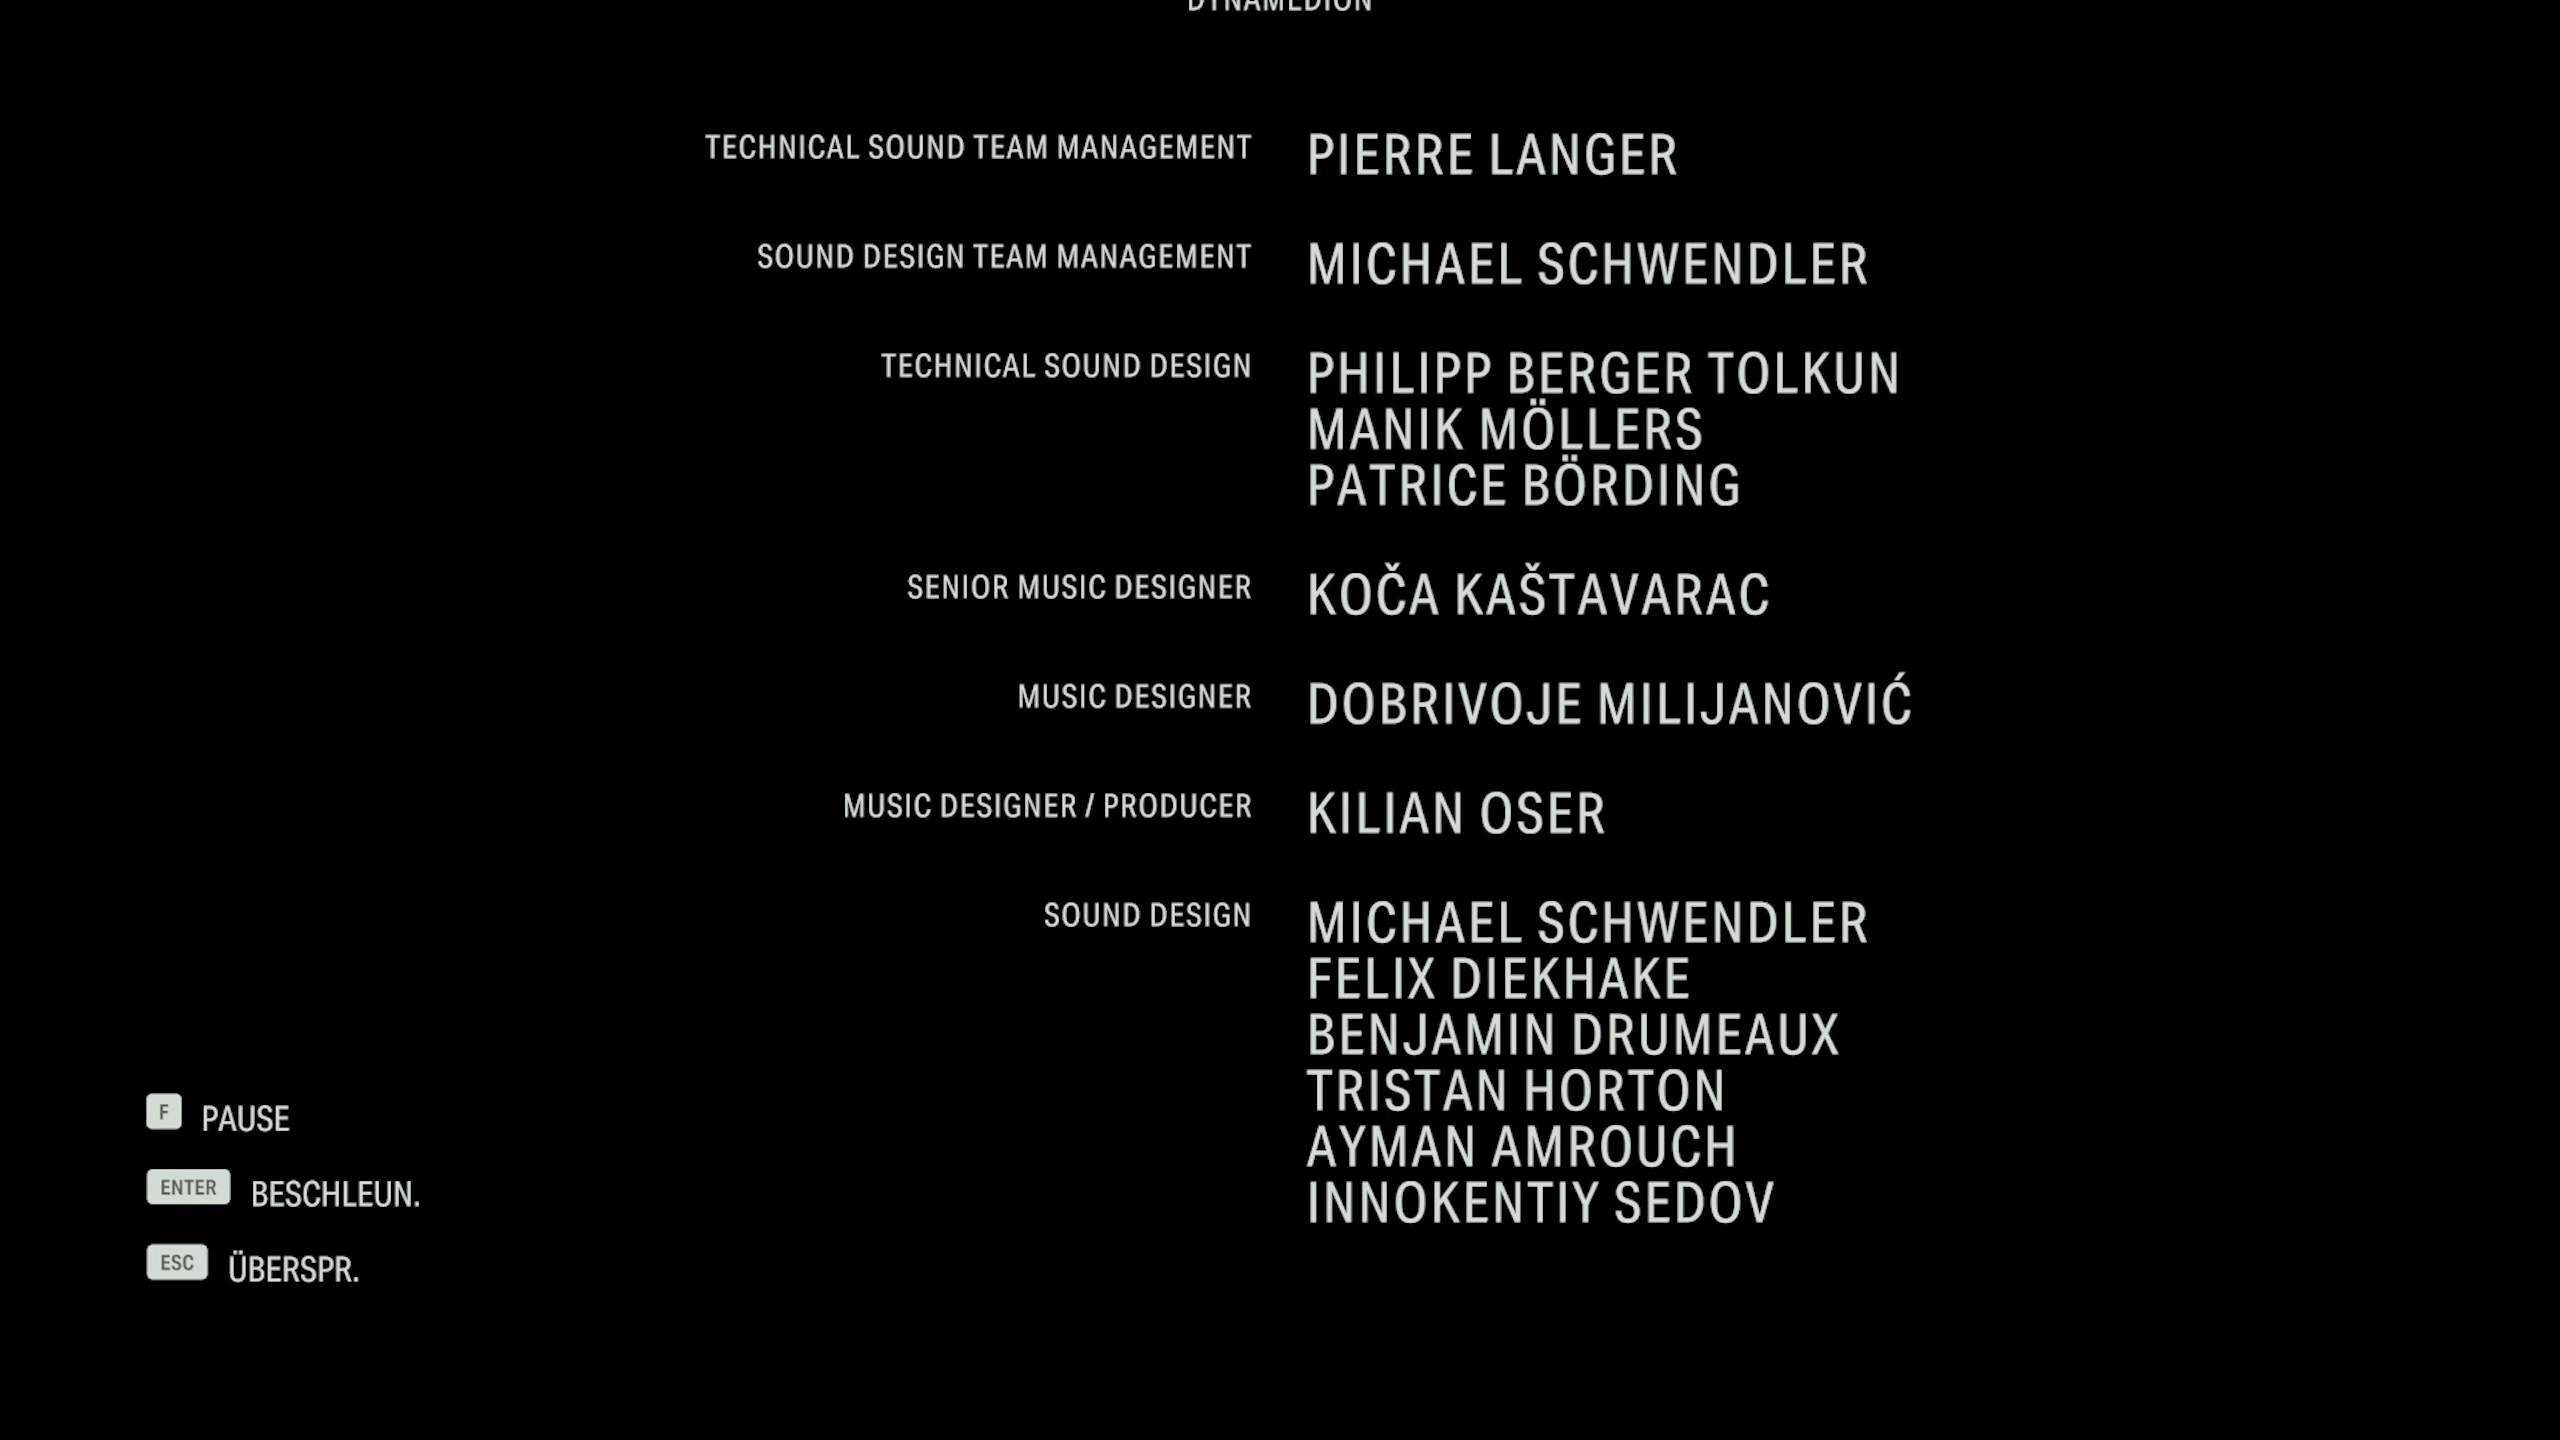 DYNAMEDION
TECHNICAL SOUND TEAM MANAGEMENT PIERRE LANGER
SOUND DESIGN TEAM MANAGEMENT MICHAEL SCHWENDLER
TECHNICAL SOUND DESIGN PHILIPP BERGER TOLKUN
MANIK MÖLLERS
PATRICE BÖRDING
SENIOR MUSIC DESIGNER KOČA KAŠTAVARAC
MUSIC DESIGNER DOBRIVOJE MILIJANOVIĆ
MUSIC DESIGNER / PRODUCER KILIAN OSER
SOUND DESIGN MICHAEL SCHWENDLER
FELIX DIEKHAKE
BENJAMIN DRUMEAUX
TRISTAN HORTON
AYMAN AMROUCH
INNOKENTIY SEDOV
F PAUSE
ENTER BESCHLEUN.
ESC ÜBERSPR.